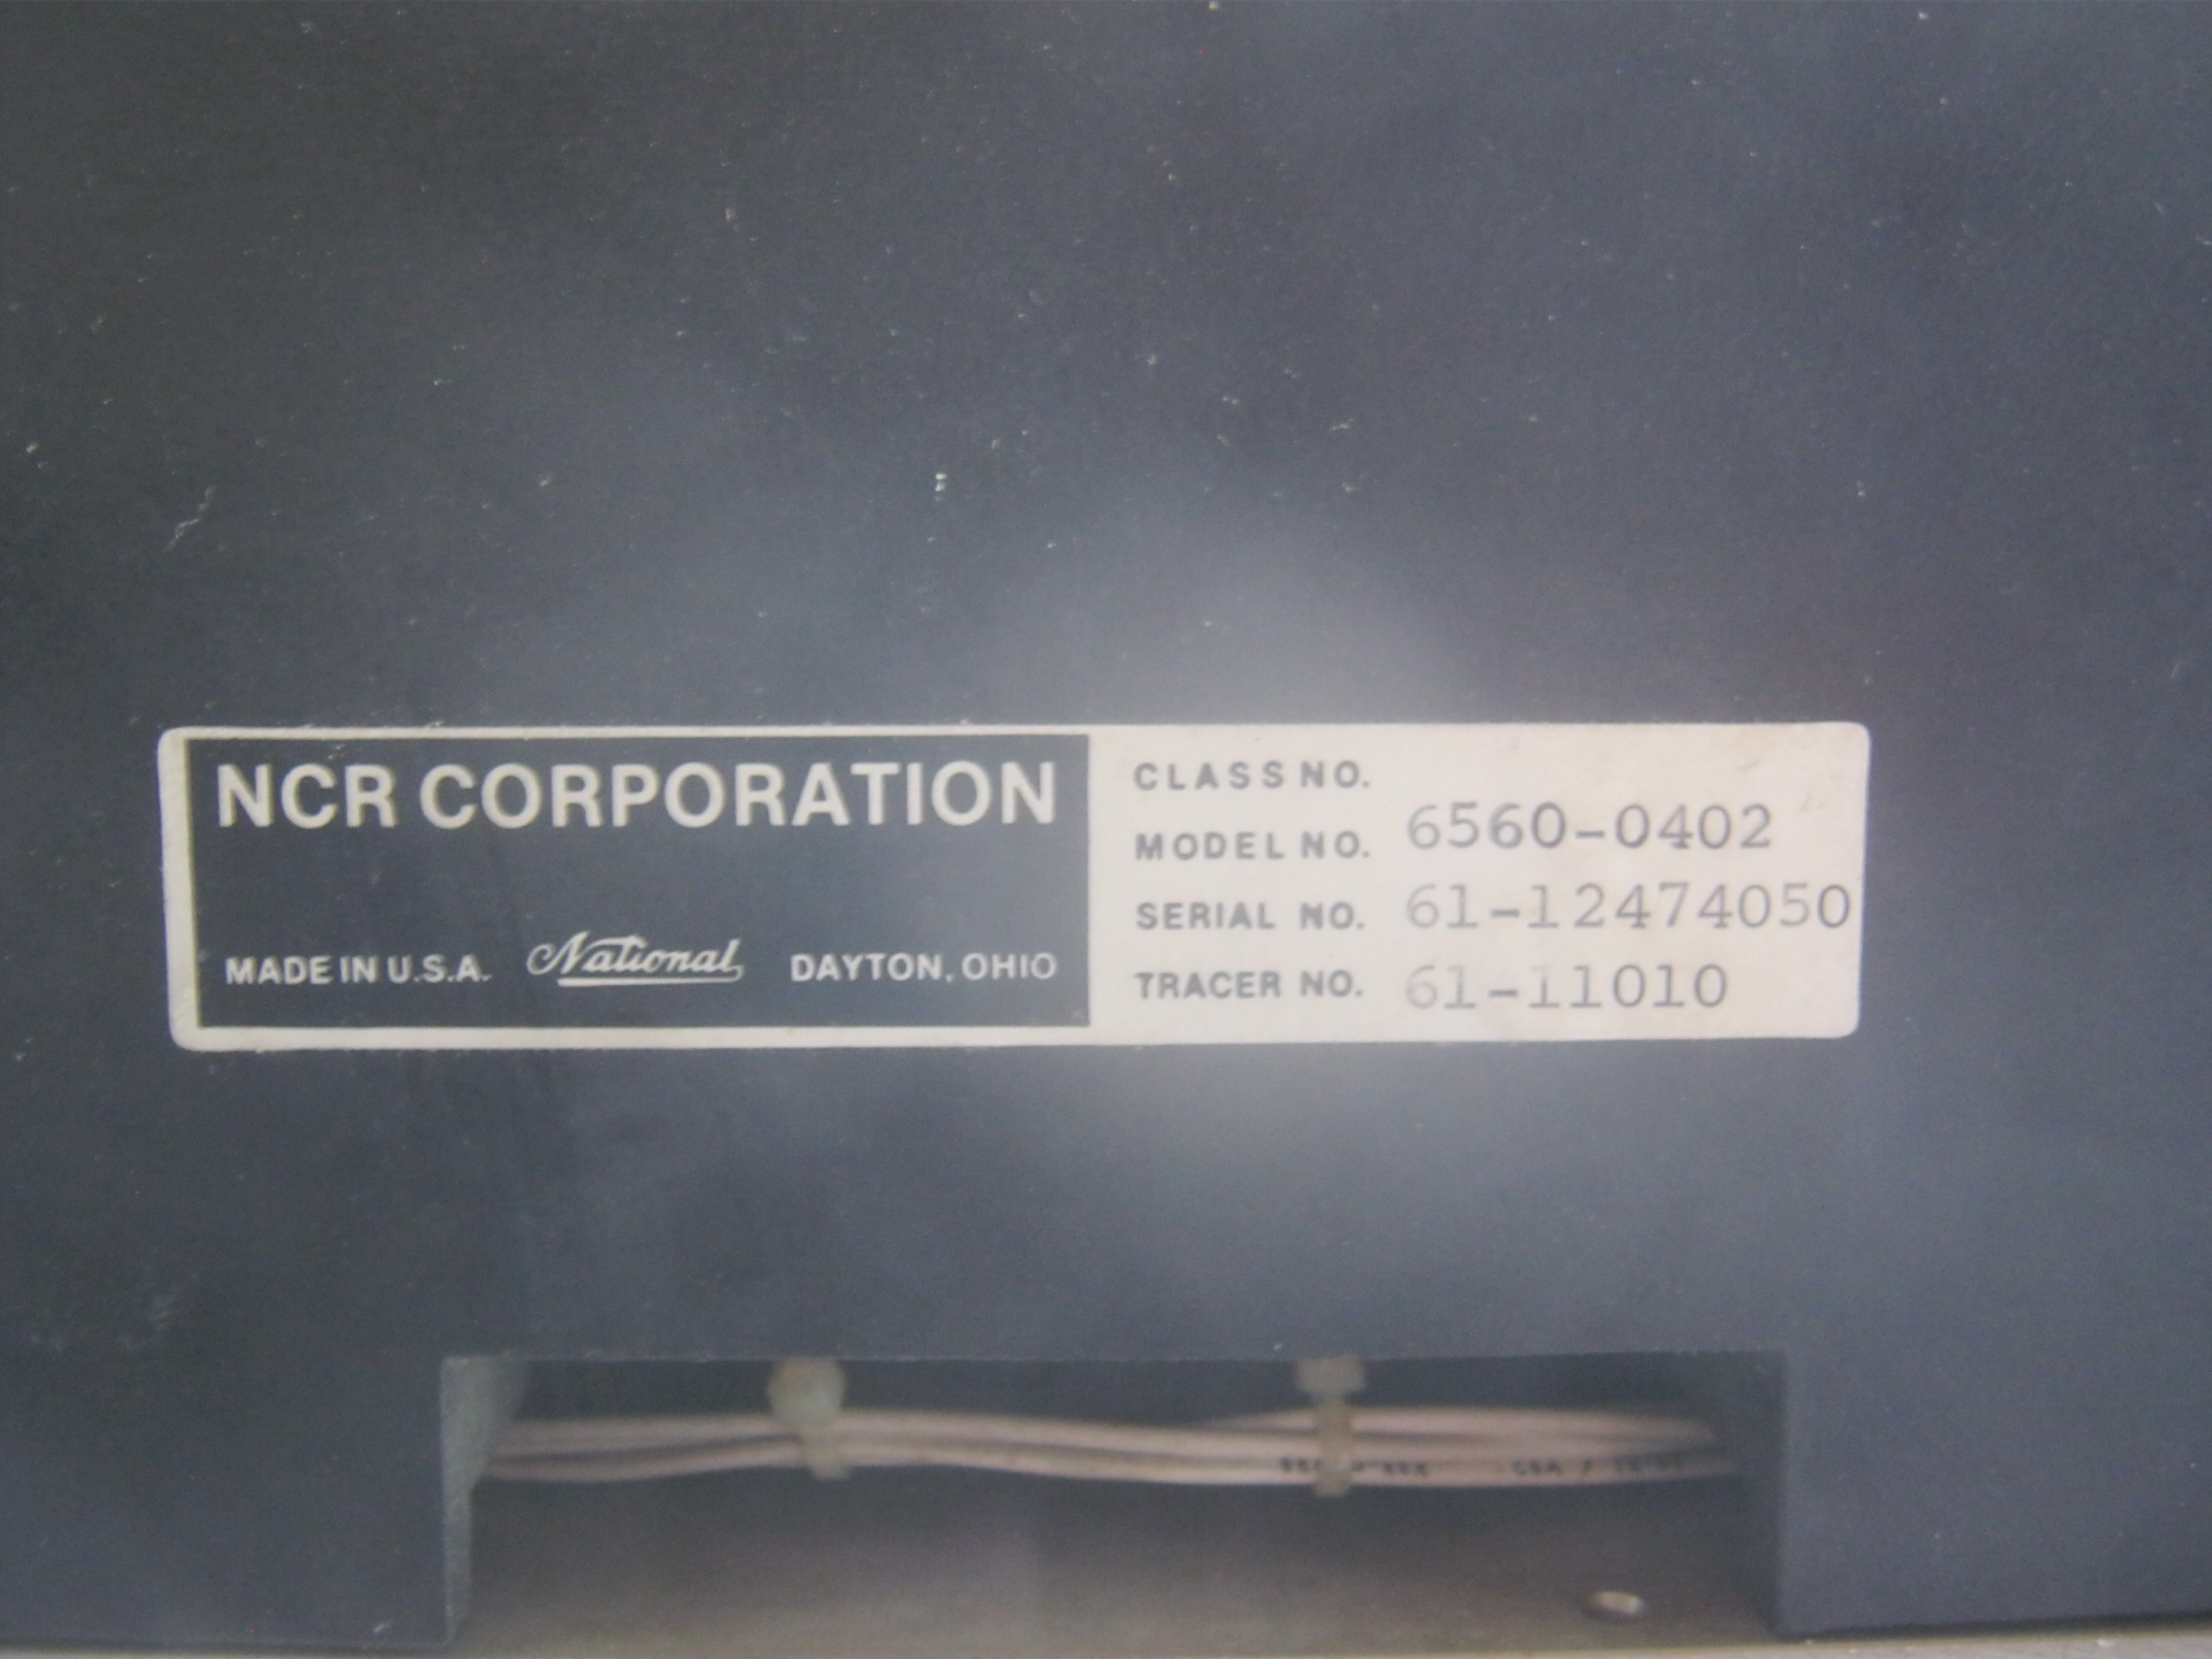 NCR CORPORATION
MADE IN U.S.A. National DAYTON, OHIO
CLASS NO.
MODEL NO. 6560-0402
SERIAL NO. 61-12474050
TRACER NO. 61-11010